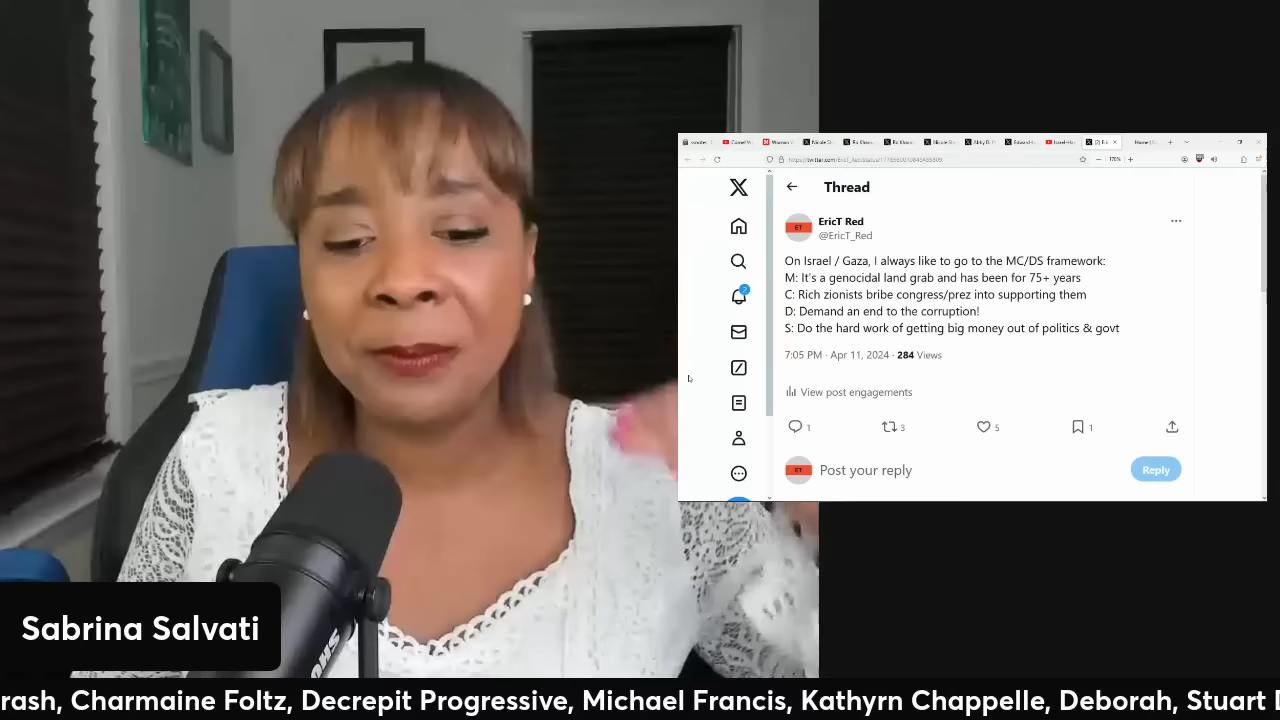 Thread
EricT Red
@EricT_Red
On Israel / Gaza, I always like to go to the MC/DS framework:
M: It's a genocidal land grab and has been for 75+ years
C: Rich zionists bribe congress/prez into supporting them
D: Demand an end to the corruption!
S: Do the hard work of getting big money out of politics & govt
7:05 PM · Apr 11, 2024 · 284 Views
View post engagements
1 3 5 1
ET Post your reply Reply
SHU
Sabrina Salvati
rash, Charmaine Foltz, Decrepit Progressive, Michael Francis, Kathyrn Chappelle, Deborah, Stuart